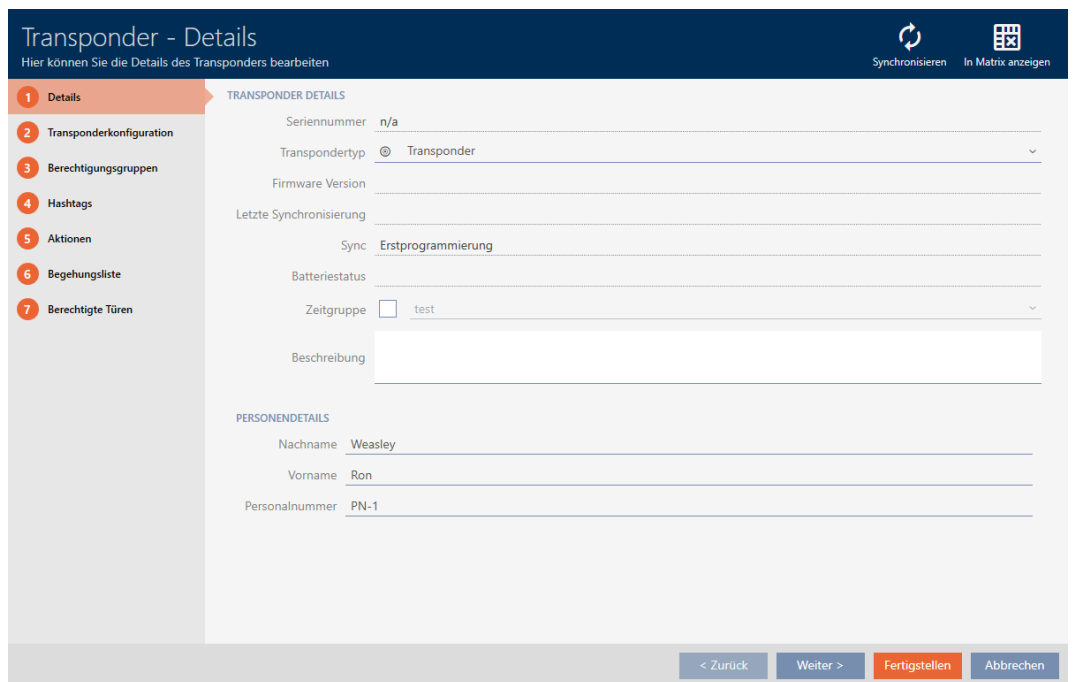 Transponder - Details
Hier können Sie die Details des Transponders bearbeiten
Synchronisieren
In Matrix anzeigen
1 Details
2 Transponderkonfiguration
3 Berechtigungsgruppen
4 Hashtags
5 Aktionen
6 Begehungsliste
7 Berechtigte Türen
TRANSPONDER DETAILS
Seriennummer n/a
Transpondertyp Transponder
Firmware Version
Letzte Synchronisierung
Sync Erstprogrammierung
Batteriestatus
Zeitgruppe test
Beschreibung
PERSONENDETAILS
Nachname Weasley
Vorname Ron
Personalnummer PN-1
< Zurück Weiter > Fertigstellen Abbrechen